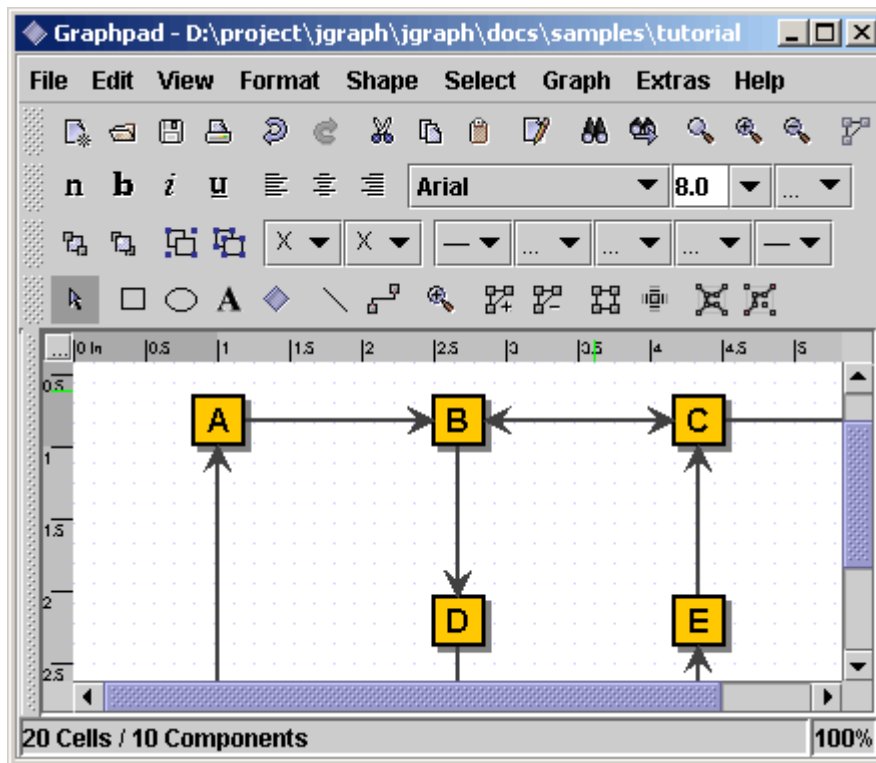 Graphpad - D:\project\jgraph\jgraph\docs\samples\tutorial
File Edit View Format Shape Select Graph Extras Help
n b i u Arial 8.0 ...
X X ... ... ...
A
... 0 In 0.5 1 1.5 2 2.5 3 3.5 4 4.5 5
0.5
A B C
1
1.5
2
D E
2.5
20 Cells / 10 Components 100%